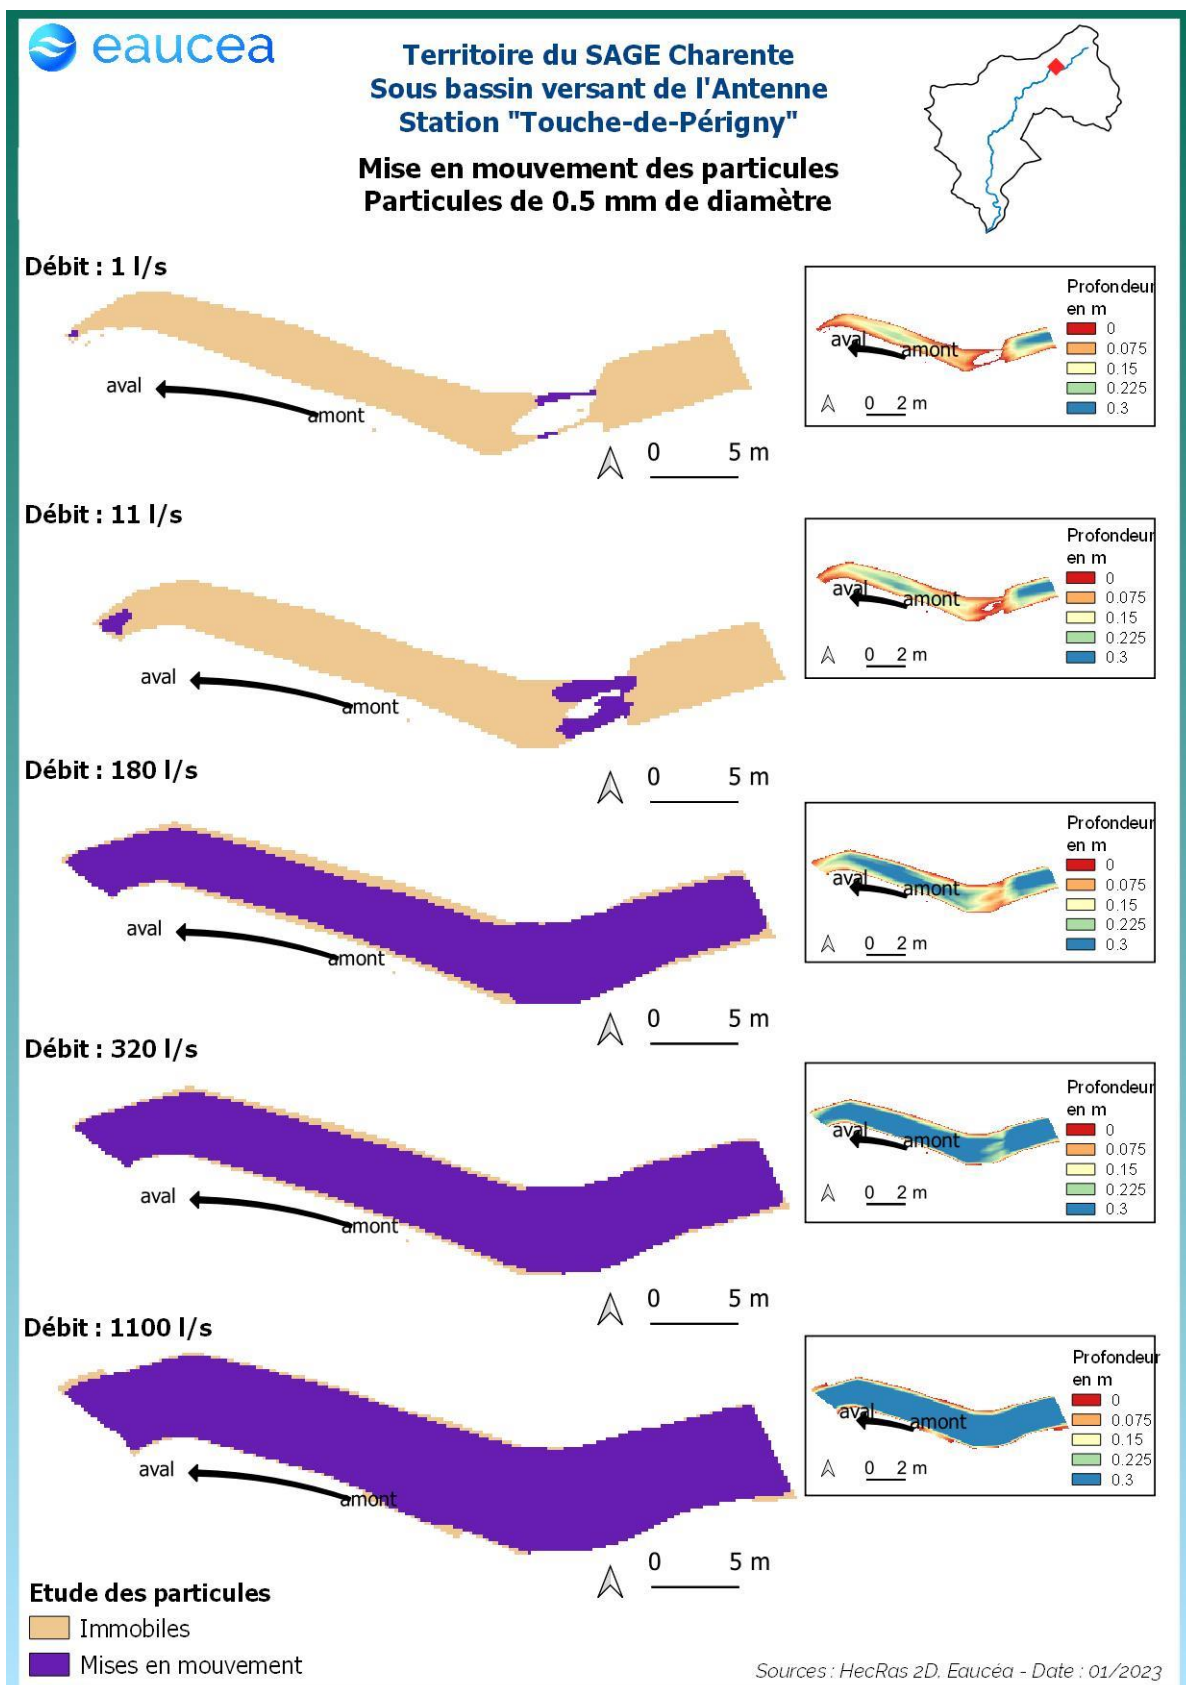 eaucea
Territoire du SAGE Charente
Sous bassin versant de l'Antenne
Station "Touche-de-Périgny"
Mise en mouvement des particules
Particules de 0.5 mm de diamètre
Débit : 1 l/s
aval
amont
0 5 m
Profondeur
en m
0
0.075
0.15
0.225
0.3
aval
amont
0 2 m
Débit : 11 l/s
aval
amont
0 5 m
Profondeur
en m
0
0.075
0.15
0.225
0.3
aval
amont
0 2 m
Débit : 180 l/s
aval
amont
0 5 m
Profondeur
en m
0
0.075
0.15
0.225
0.3
aval
amont
0 2 m
Débit : 320 l/s
aval
amont
0 5 m
Profondeur
en m
0
0.075
0.15
0.225
0.3
aval
amont
0 2 m
Débit : 1100 l/s
aval
amont
0 5 m
Profondeur
en m
0
0.075
0.15
0.225
0.3
aval
amont
0 2 m
Etude des particules
Immobiles
Mises en mouvement
Sources : HecRas 2D. Eaucéa - Date : 01/2023